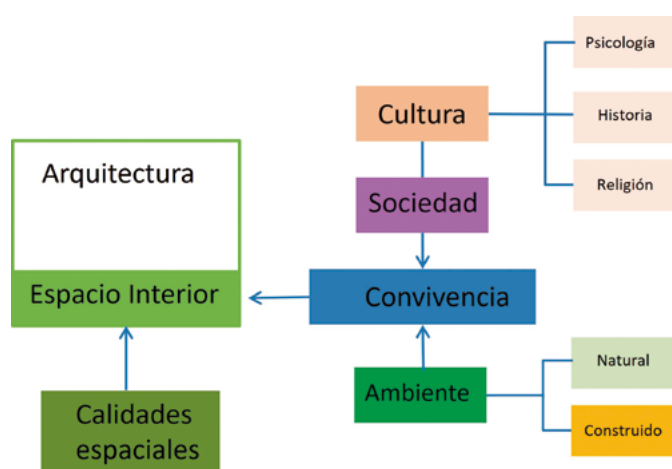 Psicología
Cultura
Historia
Arquitectura
Religión
Sociedad
Espacio Interior
Convivencia
Natural
Ambiente
Calidades
espaciales
Construido